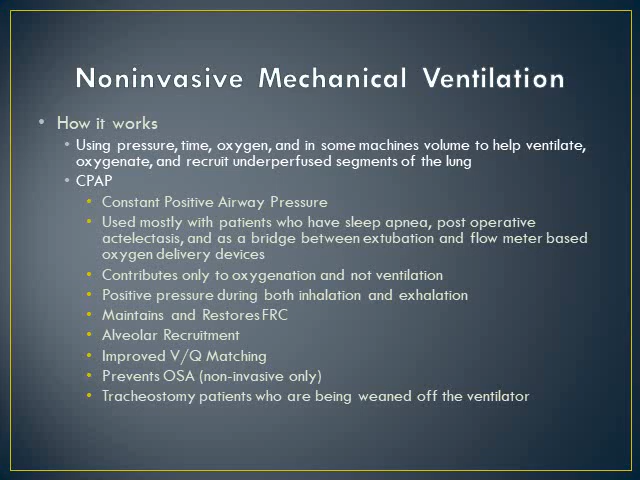 Noninvasive Mechanical Ventilation
• How it works
• Using pressure, time, oxygen, and in some machines volume to help ventilate,
oxygenate, and recruit underperfused segments of the lung
• CPAP
• Constant Positive Airway Pressure
• Used mostly with patients who have sleep apnea, post operative
actelectasis, and as a bridge between extubation and flow meter based
oxygen delivery devices
• Contributes only to oxygenation and not ventilation
• Positive pressure during both inhalation and exhalation
• Maintains and Restores FRC
• Alveolar Recruitment
• Improved V/Q Matching
• Prevents OSA (non-invasive only)
• Tracheostomy patients who are being weaned off the ventilator